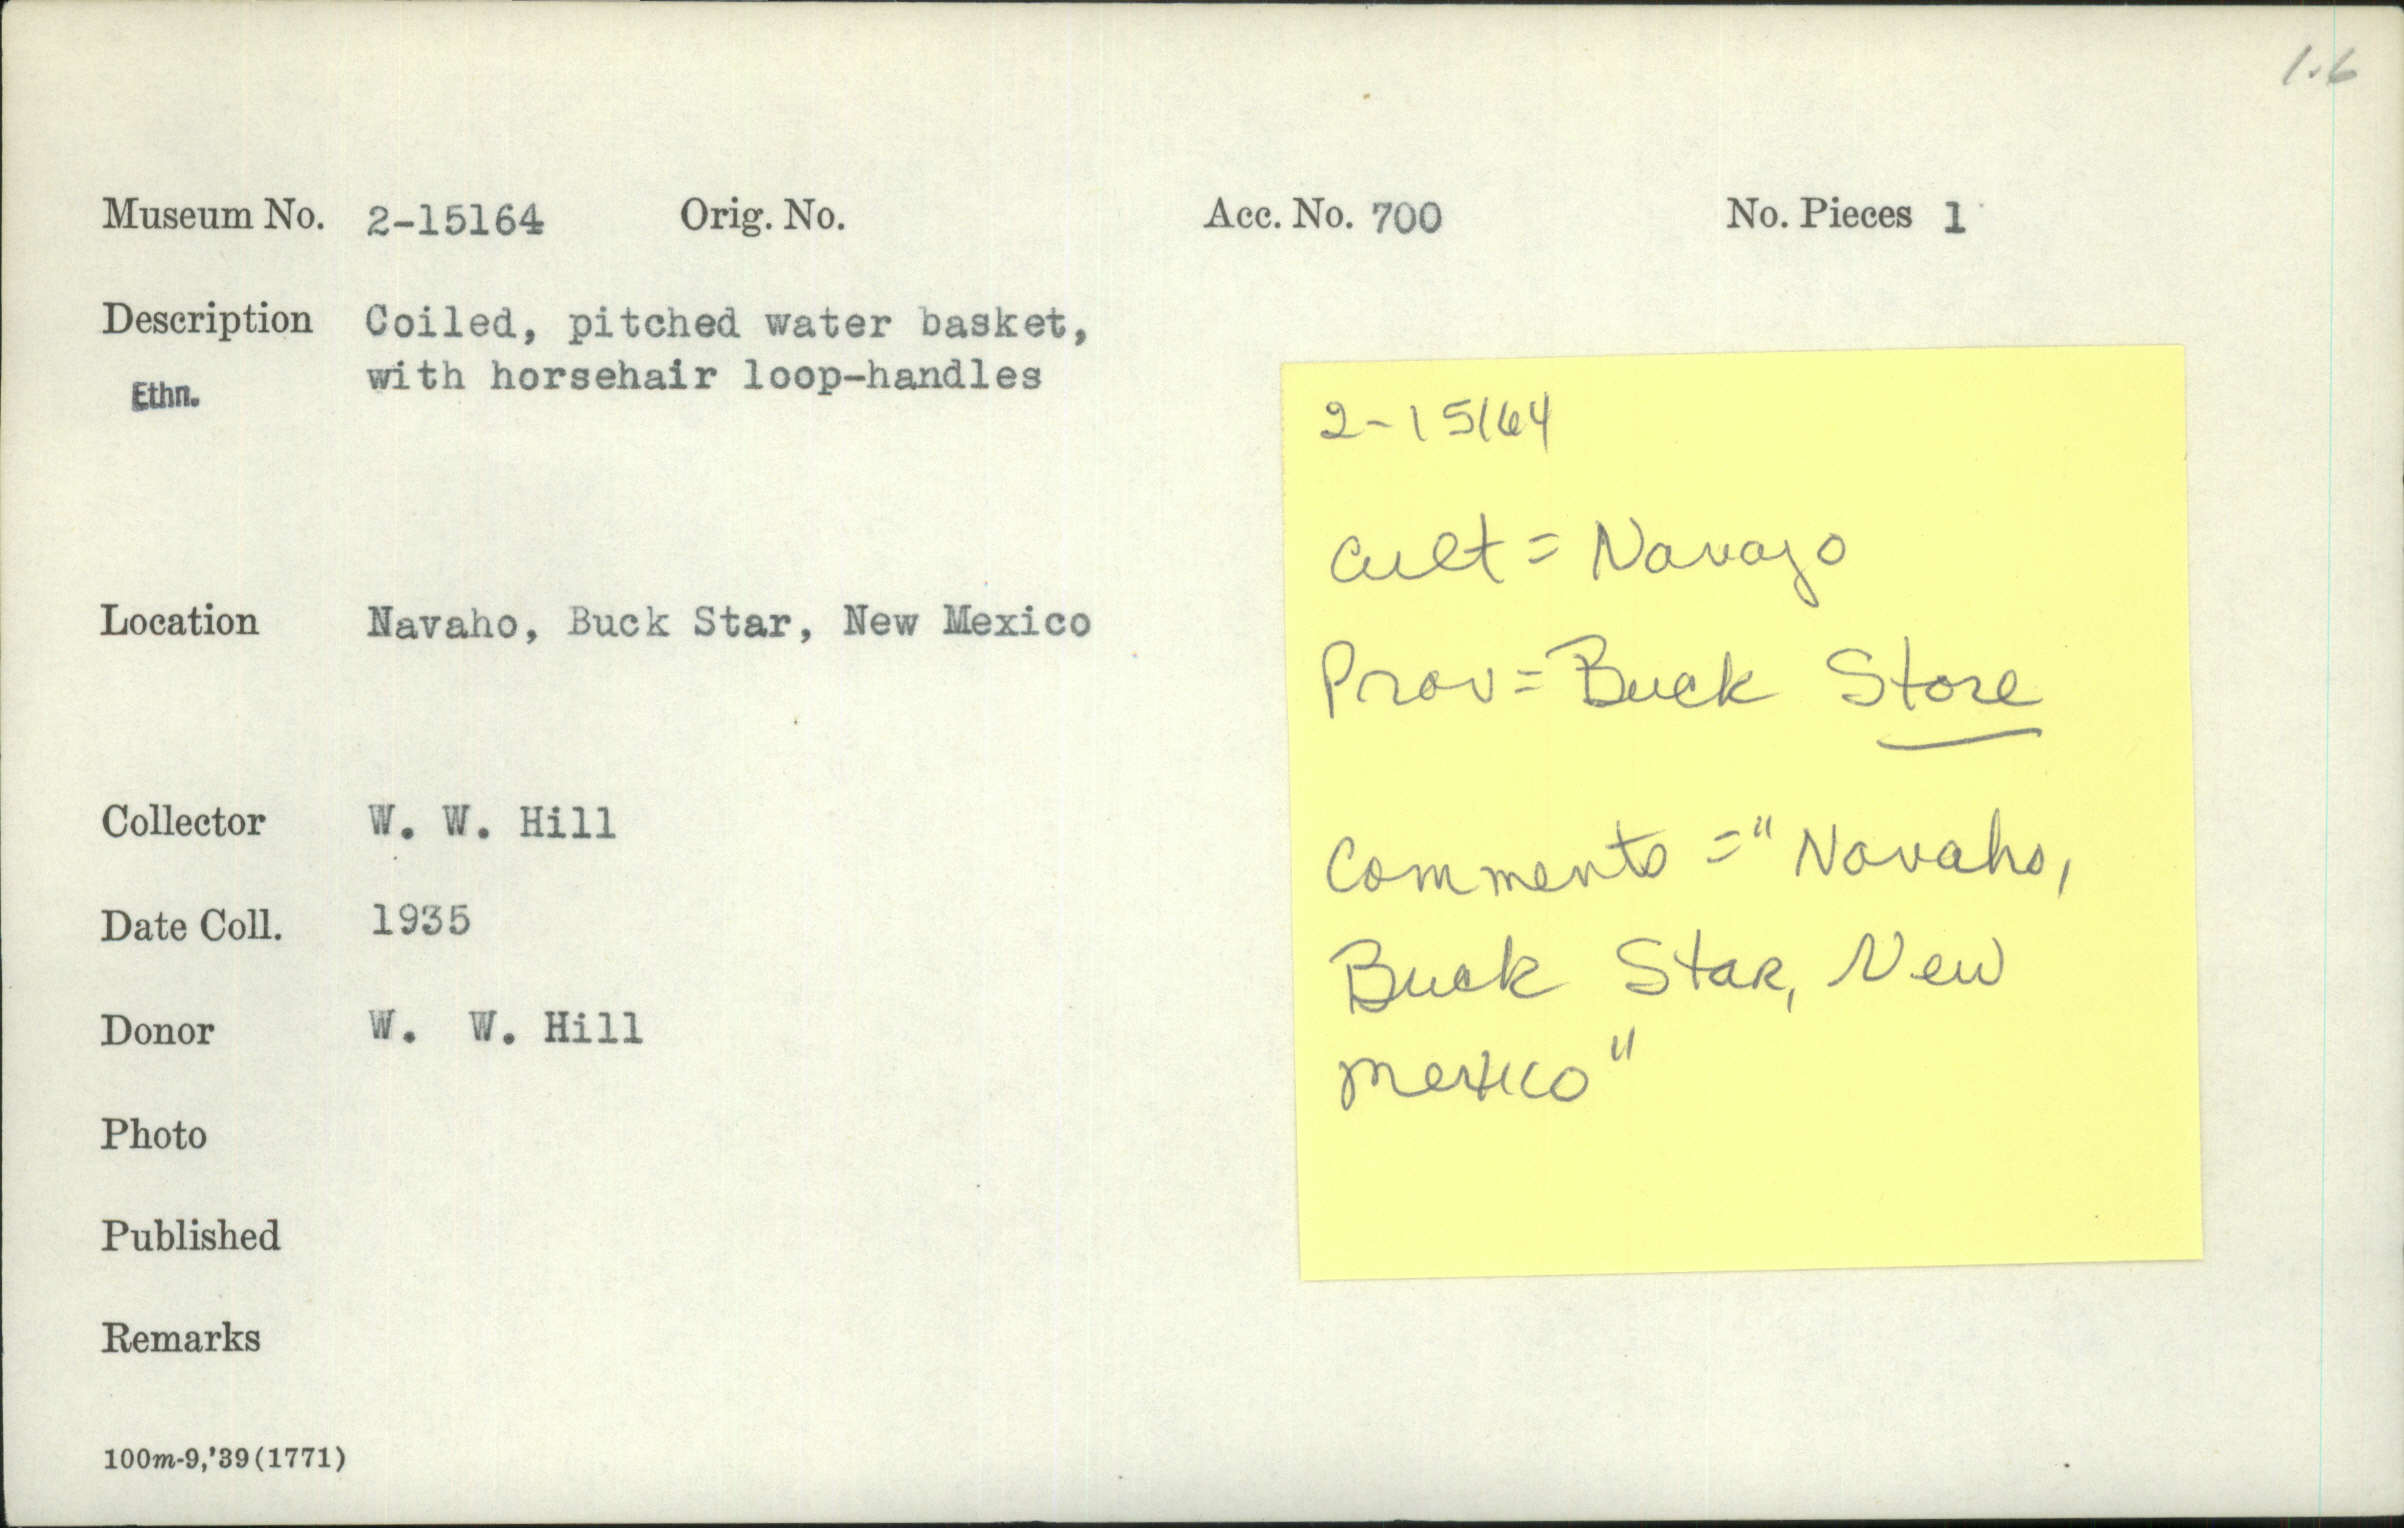 1.6
Museum No. 2-15164 Orig. No. Acc. No. 700 No. Pieces 1
Description Coiled, pitched water basket,
with horsehair loop-handles
Ethn.
Location Navaho, Buck Star, New Mexico
Collector W. W. Hill
Date Coll. 1935
Donor W. W. Hill
Photo
Published
Remarks
100m-9,'39(1771)
2-15164
Cult = Navajo
Prov = Buck Store
Comments = "Navaho,
Buck Star, New
Mexico"